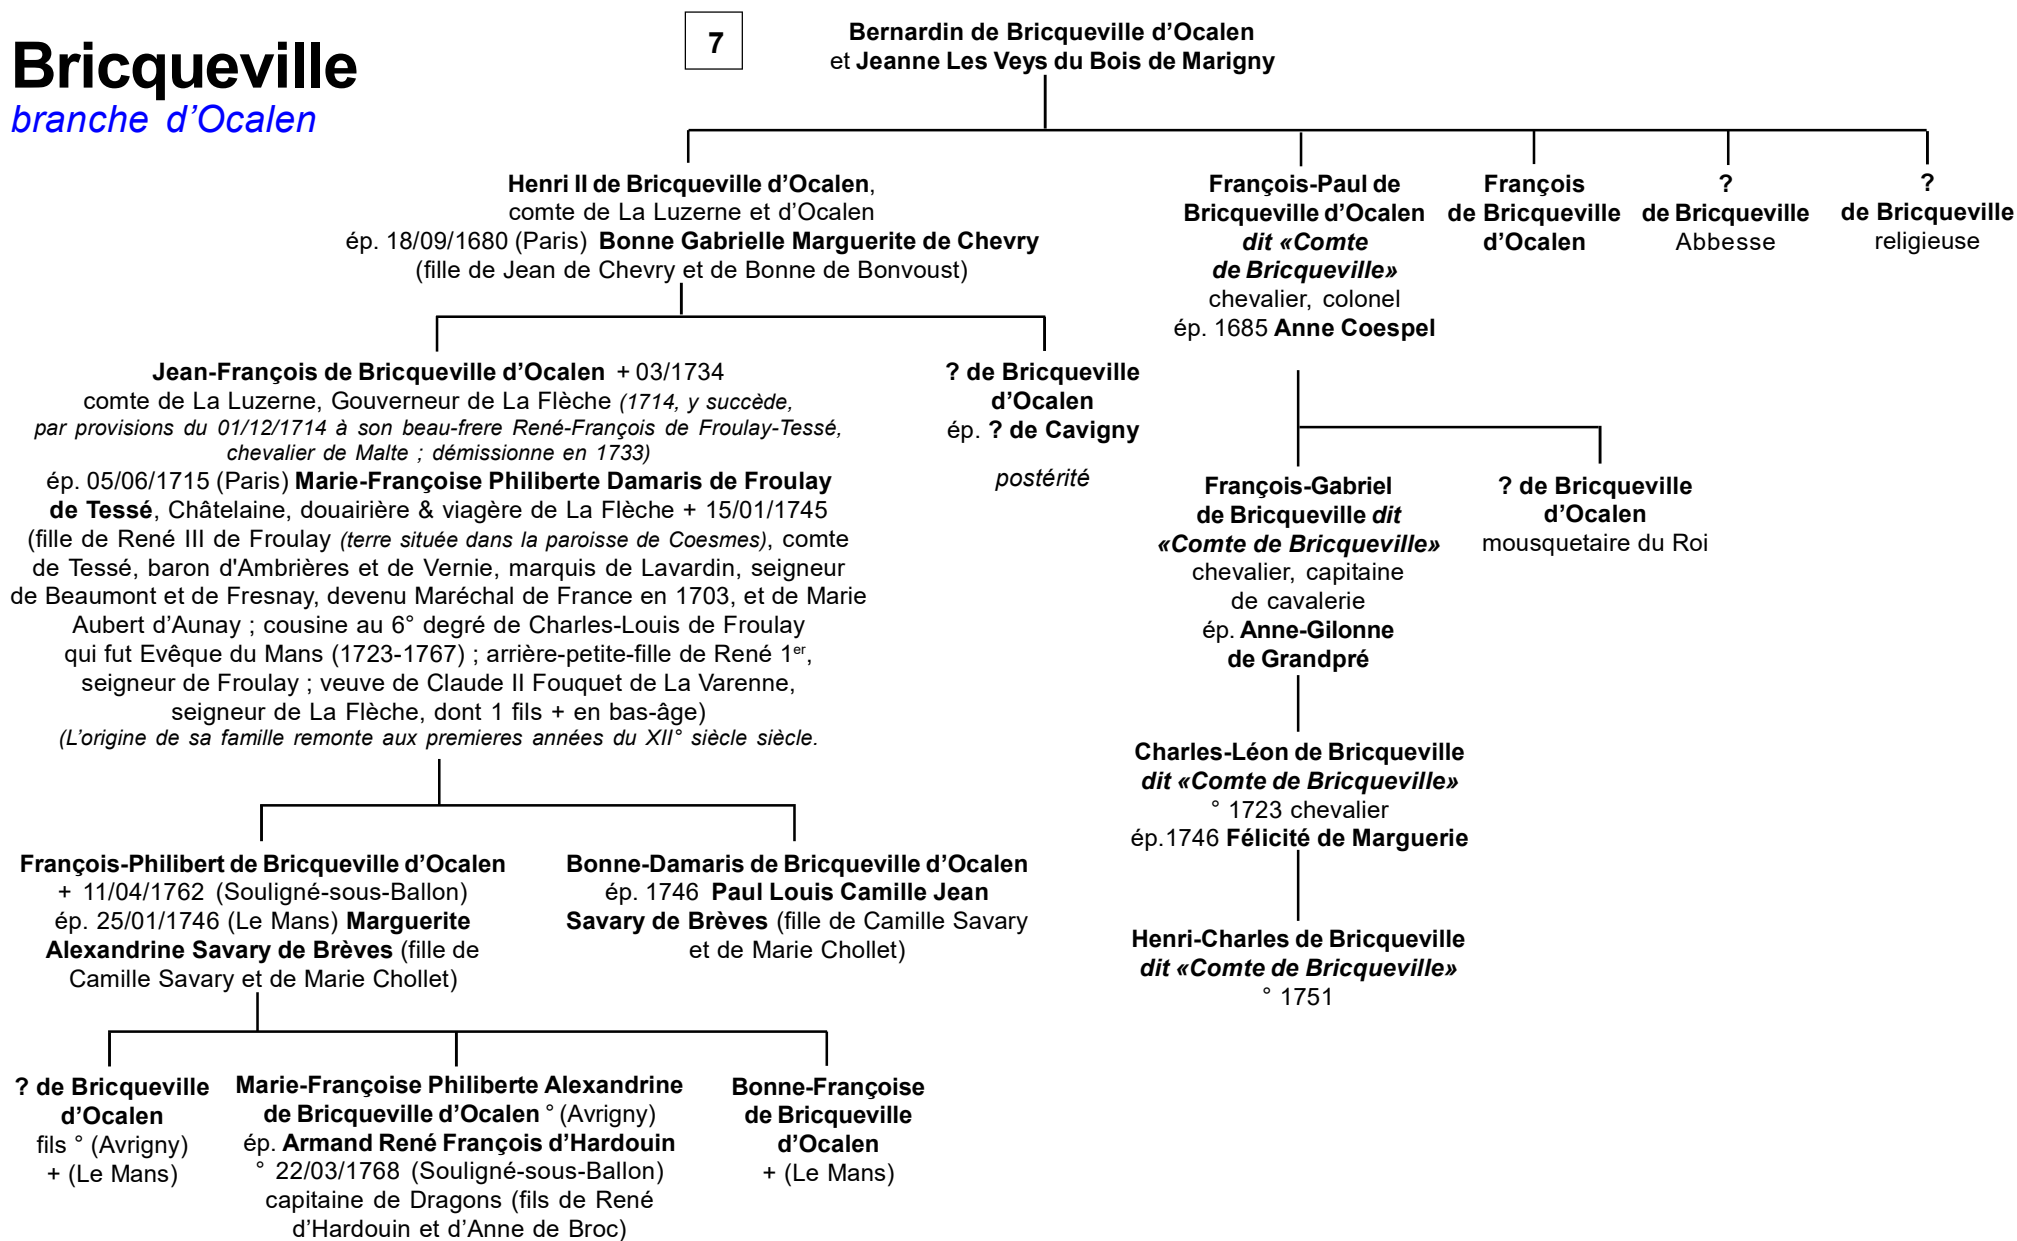 Bricqueville
branche d'Ocalen
7
Bernardin de Bricqueville d'Ocalen
et Jeanne Les Veys du Bois de Marigny
Henri II de Bricqueville d'Ocalen,
comte de La Luzerne et d'Ocalen
ép. 18/09/1680 (Paris) Bonne Gabrielle Marguerite de Chevry
(fille de Jean de Chevry et de Bonne de Bonvoust)
François-Paul de
Bricqueville d'Ocalen
dit «Comte
de Bricqueville»
chevalier, colonel
ép. 1685 Anne Coespel
François
de Bricqueville
d'Ocalen
?
de Bricqueville
Abbesse
?
de Bricqueville
religieuse
Jean-François de Bricqueville d'Ocalen + 03/1734
comte de La Luzerne, Gouverneur de La Flèche (1714, y succède,
par provisions du 01/12/1714 à son beau-frere René-François de Froulay-Tessé,
chevalier de Malte ; démissionne en 1733)
ép. 05/06/1715 (Paris) Marie-Françoise Philiberte Damaris de Froulay
de Tessé, Châtelaine, douairière & viagère de La Flèche + 15/01/1745
(fille de René III de Froulay (terre située dans la paroisse de Coesmes), comte
de Tessé, baron d'Ambrières et de Vernie, marquis de Lavardin, seigneur
de Beaumont et de Fresnay, devenu Maréchal de France en 1703, et de Marie
Aubert d'Aunay ; cousine au 6° degré de Charles-Louis de Froulay
qui fut Evêque du Mans (1723-1767) ; arrière-petite-fille de René 1er,
seigneur de Froulay ; veuve de Claude II Fouquet de La Varenne,
seigneur de La Flèche, dont 1 fils + en bas-âge)
(L'origine de sa famille remonte aux premieres années du XII° siècle siècle.
? de Bricqueville
d'Ocalen
ép. ? de Cavigny
postérité
François-Gabriel
de Bricqueville dit
«Comte de Bricqueville»
chevalier, capitaine
de cavalerie
ép. Anne-Gilonne
de Grandpré
? de Bricqueville
d'Ocalen
mousquetaire du Roi
Charles-Léon de Bricqueville
dit «Comte de Bricqueville»
° 1723 chevalier
ép.1746 Félicité de Marguerie
François-Philibert de Bricqueville d'Ocalen
+ 11/04/1762 (Souligné-sous-Ballon)
ép. 25/01/1746 (Le Mans) Marguerite
Alexandrine Savary de Brèves (fille de
Camille Savary et de Marie Chollet)
Bonne-Damaris de Bricqueville d'Ocalen
ép. 1746 Paul Louis Camille Jean
Savary de Brèves (fille de Camille Savary
et de Marie Chollet)
Henri-Charles de Bricqueville
dit «Comte de Bricqueville»
° 1751
? de Bricqueville
d'Ocalen
fils ° (Avrigny)
+ (Le Mans)
Marie-Françoise Philiberte Alexandrine
de Bricqueville d'Ocalen ° (Avrigny)
ép. Armand René François d'Hardouin
° 22/03/1768 (Souligné-sous-Ballon)
capitaine de Dragons (fils de René
d'Hardouin et d'Anne de Broc)
Bonne-Françoise
de Bricqueville
d'Ocalen
+ (Le Mans)